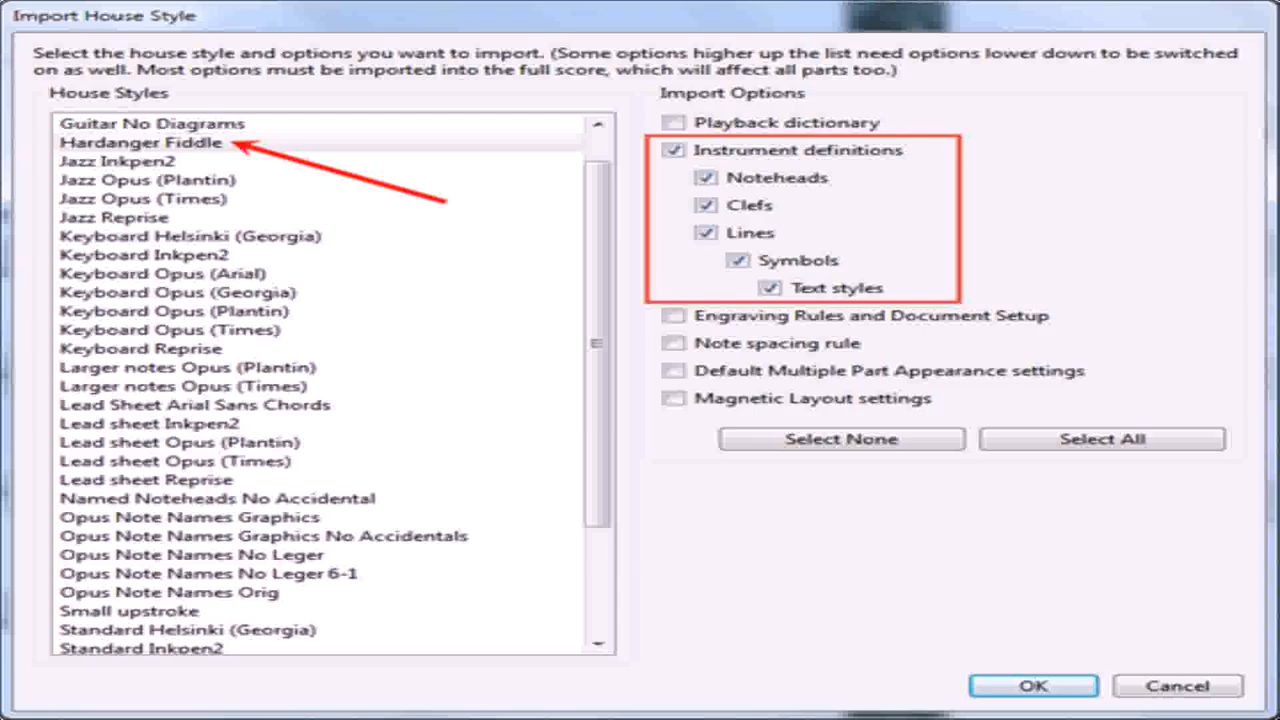 Import House Style
Select the house style and options you want to import. (Some options higher up the list need options lower down to be switched
on as well. Most options must be imported into the full score, which will affect all parts too.)
House Styles
Guitar No Diagrams
Hardanger Fiddle
Jazz Inkpen2
Jazz Opus (Plantin)
Jazz Opus (Times)
Jazz Reprise
Keyboard Helsinki (Georgia)
Keyboard Inkpen2
Keyboard Opus (Arial)
Keyboard Opus (Georgia)
Keyboard Opus (Plantin)
Keyboard Opus (Times)
Keyboard Reprise
Larger notes Opus (Plantin)
Larger notes Opus (Times)
Lead Sheet Arial Sans Chords
Lead sheet Inkpen2
Lead sheet Opus (Plantin)
Lead sheet Opus (Times)
Lead sheet Reprise
Named Noteheads No Accidental
Opus Note Names Graphics
Opus Note Names Graphics No Accidentals
Opus Note Names No Leger
Opus Note Names No Leger 6-1
Opus Note Names Orig
Small upstroke
Standard Helsinki (Georgia)
Standard Inkpen2
Import Options
Playback dictionary
Instrument definitions
Noteheads
Clefs
Lines
Symbols
Text styles
Engraving Rules and Document Setup
Note spacing rule
Default Multiple Part Appearance settings
Magnetic Layout settings
Select None
Select All
OK
Cancel